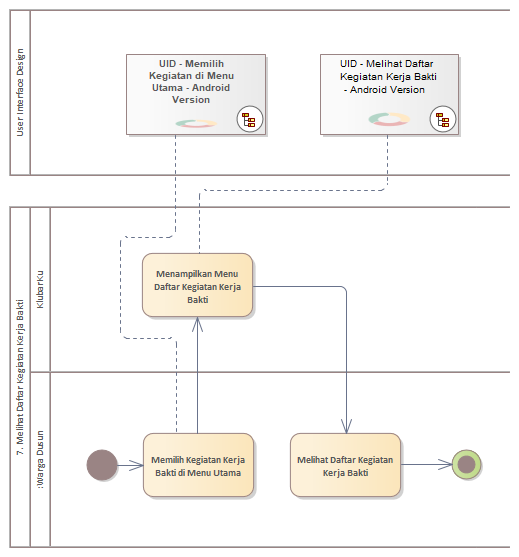 User Interface Design
UID - Memilih
Kegiatan di Menu
Utama - Android
Version
UID - Melihat Daftar
Kegiatan Kerja Bakti
- Android Version
7. Melihat Daftar Kegiatan Kerja Bakti
KlubarKu
Menampilkan Menu
Daftar Kegiatan Kerja
Bakti
:Warga Dusun
Memilih Kegiatan Kerja
Bakti di Menu Utama
Melihat Daftar Kegiatan
Kerja Bakti